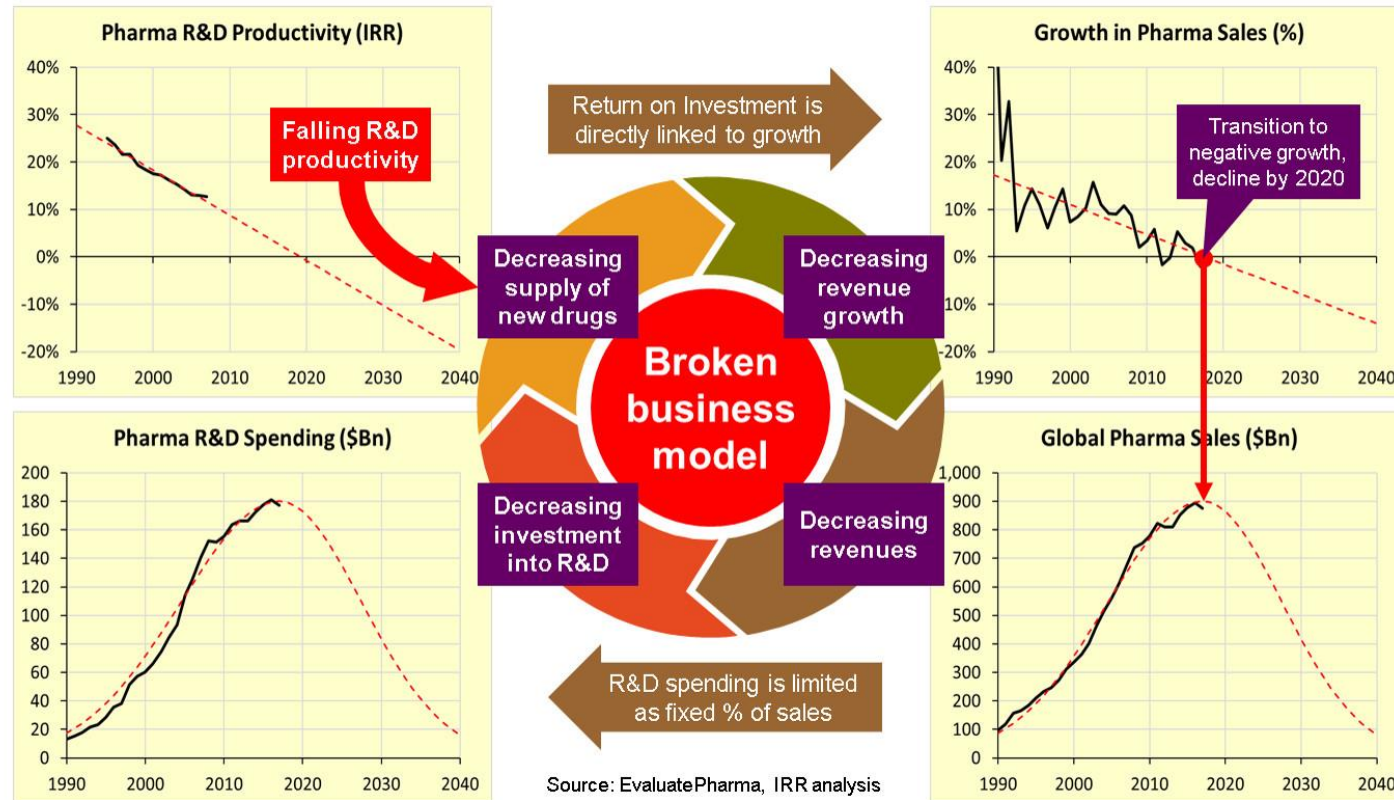 Pharma R&D Productivity (IRR)
40%
30%
20%
10%
0%
-10%
-20%
1990 2000 2010 2020 2030 2040
Falling R&D
productivity
Return on Investment is
directly linked to growth
Growth in Pharma Sales (%)
40%
30%
20%
10%
0%
-10%
-20%
1990 2000 2010 2020 2030 2040
Transition to
negative growth,
decline by 2020
Decreasing
supply of
new drugs
Decreasing
revenue
growth
Broken
business
model
Decreasing
investment
into R&D
Decreasing
revenues
Pharma R&D Spending ($Bn)
200
180
160
140
120
100
80
60
40
20
0
1990 2000 2010 2020 2030 2040
R&D spending is limited
as fixed % of sales
Source: EvaluatePharma, IRR analysis
Global Pharma Sales ($Bn)
1,000
900
800
700
600
500
400
300
200
100
0
1990 2000 2010 2020 2030 2040